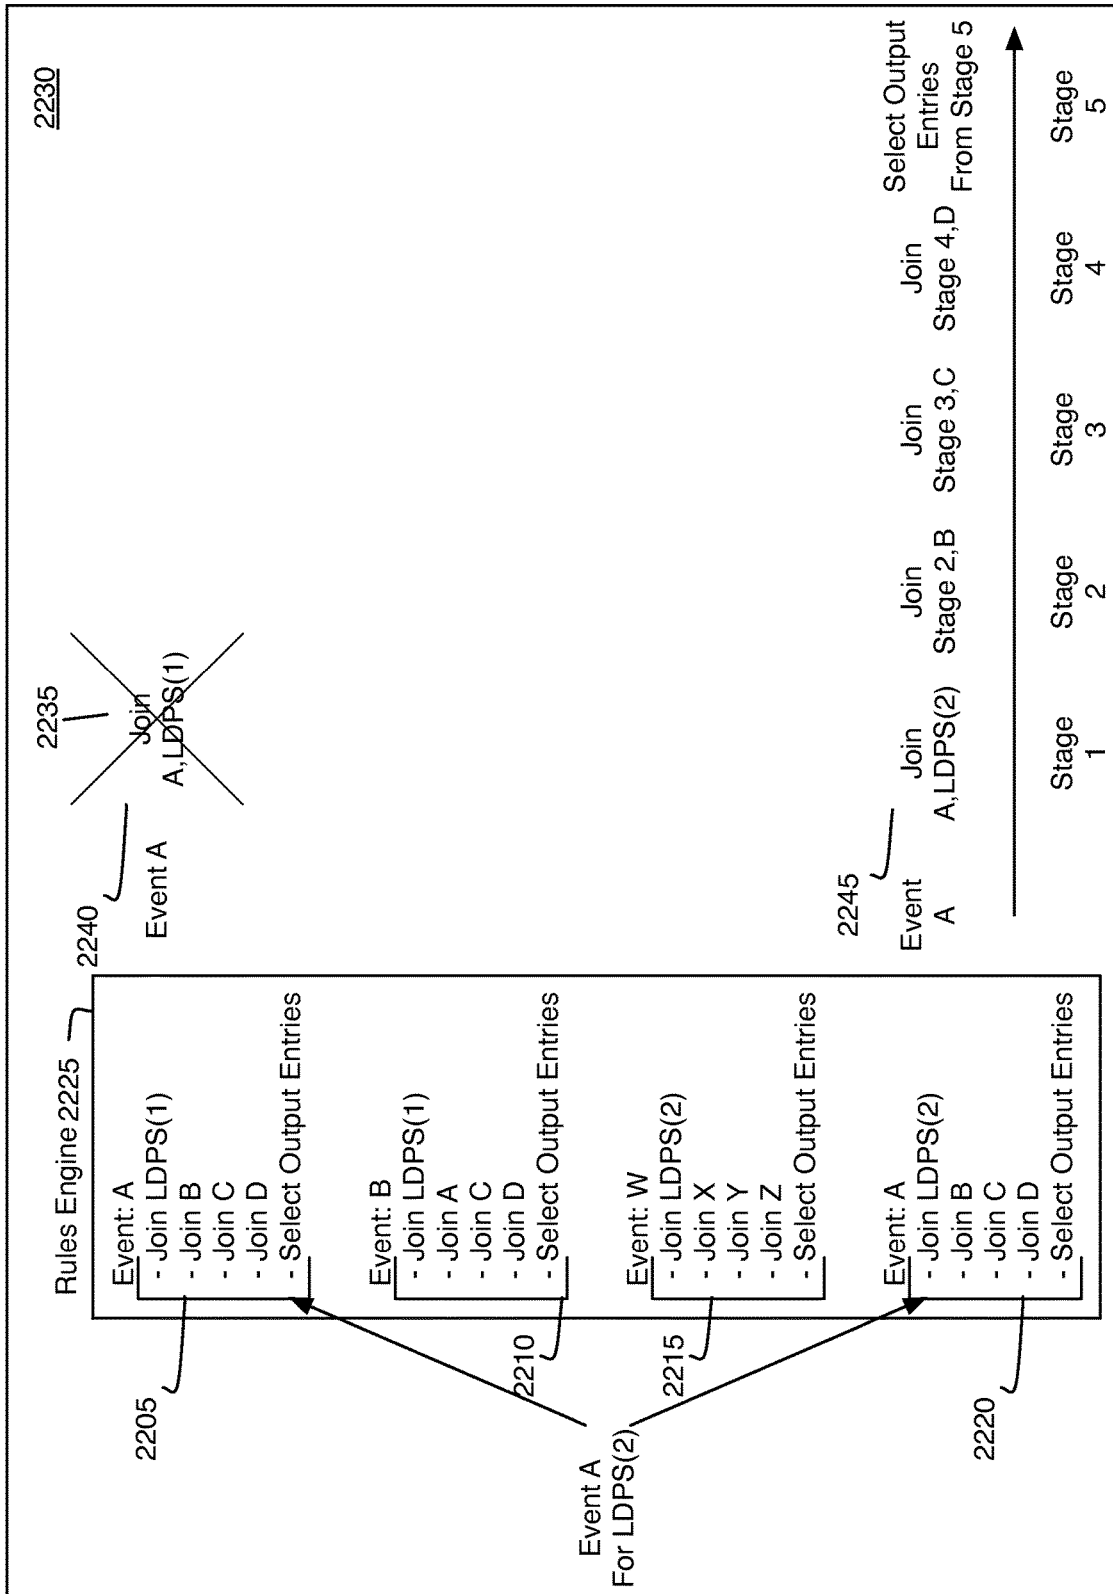 2230
Rules Engine 2225
Event: A
- Join LDPS(1)
- Join B
- Join C
- Join D
- Select Output Entries
2205
Event: B
- Join LDPS(1)
- Join A
- Join C
- Join D
- Select Output Entries
2210
Event: W
- Join LDPS(2)
- Join X
- Join Y
- Join Z
- Select Output Entries
2215
Event: A
- Join LDPS(2)
- Join B
- Join C
- Join D
- Select Output Entries
2220
Event A
For LDPS(2)
2240
Event A
2235
Join
A,LDPS(1)
2245
Event
A
Join
A,LDPS(2)
Join
Stage 2,B
Join
Stage 3,C
Join
Stage 4,D
Select Output
Entries
From Stage 5
Stage
1
Stage
2
Stage
3
Stage
4
Stage
5